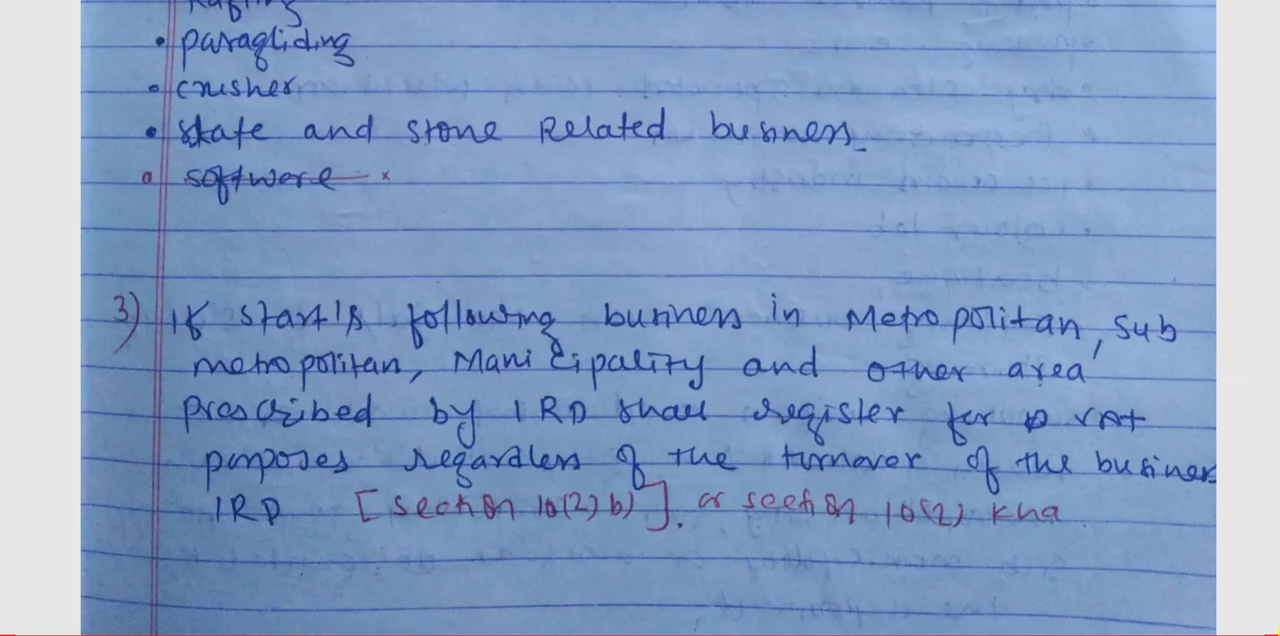 Rafting
• paragliding
• crusher
• slate and stone Related business
• software x
3) If start's following business in Metropolitan, Sub
metropolitan, Manicipality and other area
prescribed by IRD shall register for VAT
purposes regardless of the turnover of the business
IRD [section 10(2)b]. or section 10(2) kha